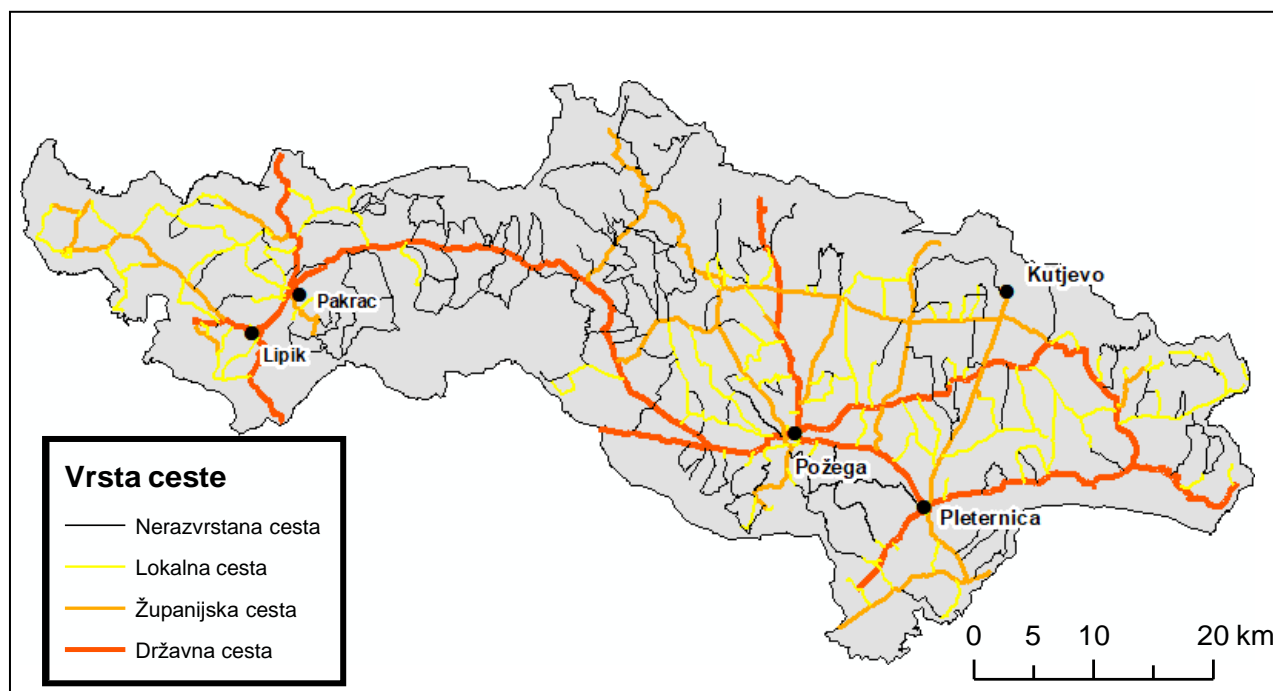 Kutjevo
Pakrac
Lipik
Požega
Pleternica
Vrsta ceste
Nerazvrstana cesta
Lokalna cesta
Županijska cesta
Državna cesta
0 5 10 20 km